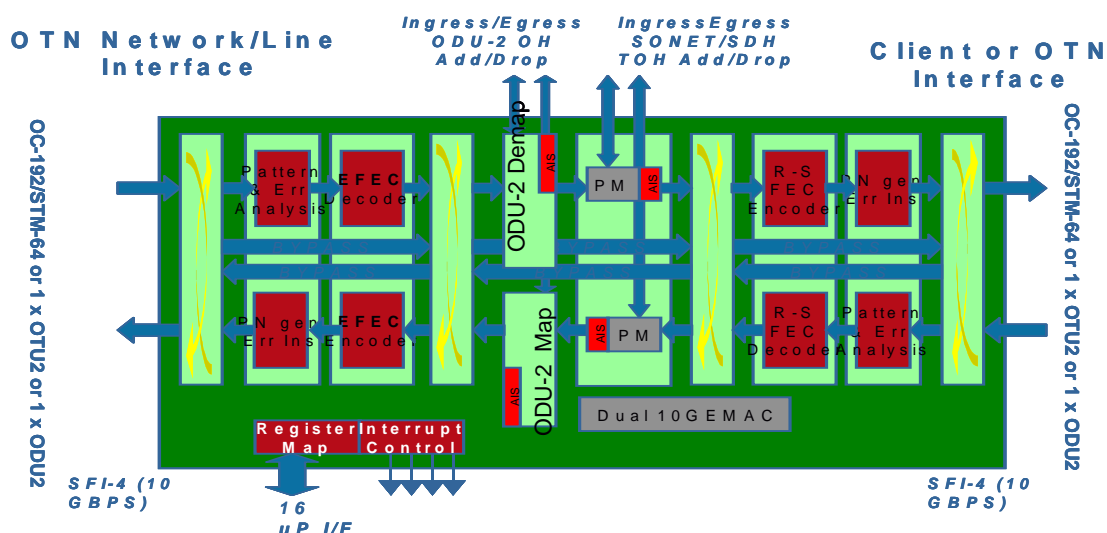 Ingress/Egress
ODU-2 OH
Add/Drop
IngressEgress
SONET/SDH
TOH Add/Drop
OTN Network/Line
Interface
Client or OTN
Interface
OC-192/STM-64 or 1 x OTU2 or 1 x ODU2
Pattern
& Err
Analysis
EFEC
Decoder
ODU-2 Demap
AIS
PM
AIS
R-S
FEC
Encoder
PN gen
Err Ins
OC-192/STM-64 or 1 x OTU2 or 1 x ODU2
PN gen
Err Ins
EFEC
Encoder
ODU-2 Map
AIS
AIS
PM
R-S
FEC
Decoder
Pattern
& Err
Analysis
Dual 10GEMAC
Register
Map
Interrupt
Control
SFI-4 (10
GBPS)
16
uP I/F
SFI-4 (10
GBPS)